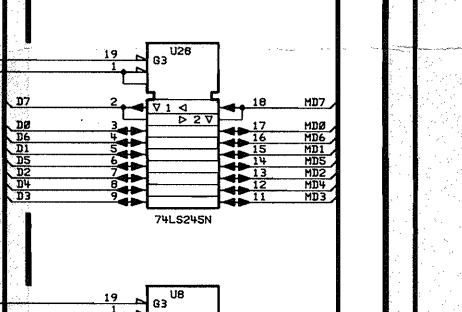 U28
19 G3
1
D7 2 ▽ 1 ◁ 18 MD7
▷ 2 ▽
D0 3 17 MD0
D6 4 16 MD6
D1 5 15 MD1
D5 6 14 MD5
D2 7 13 MD2
D4 8 12 MD4
D3 9 11 MD3
74LS245N
U8
19 G3
1